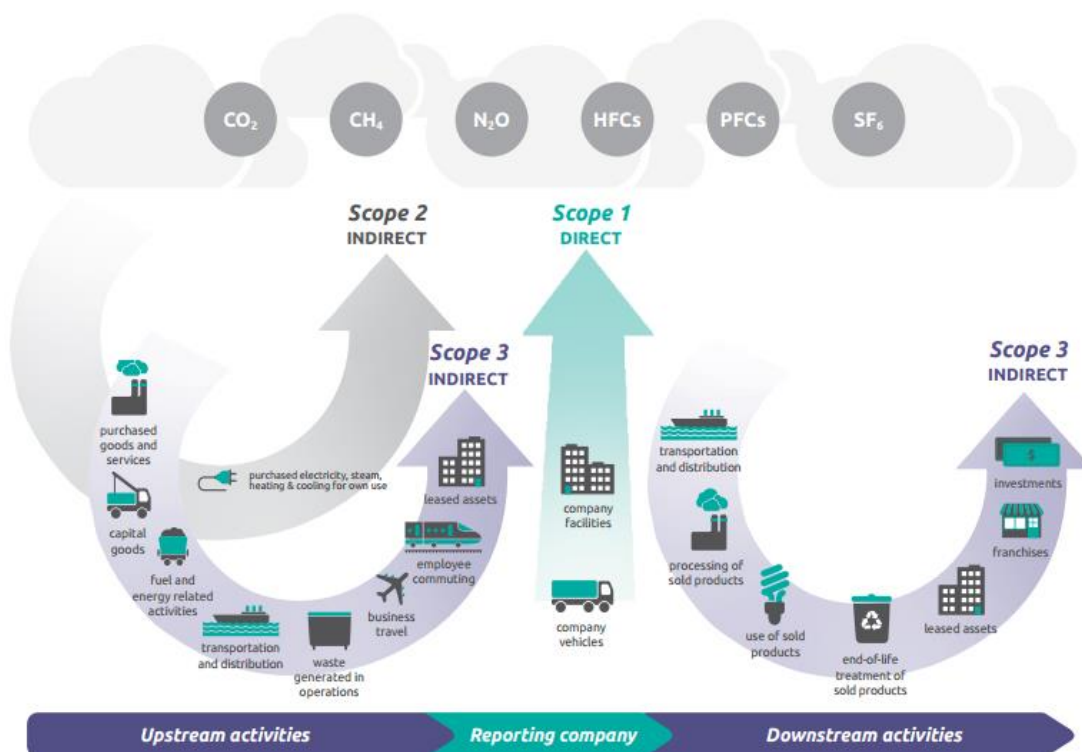 CO₂
CH₄
N₂O
HFCs
PFCs
SF₆
Scope 2
INDIRECT
Scope 1
DIRECT
Scope 3
INDIRECT
Scope 3
INDIRECT
purchased
goods and
services
capital
goods
fuel and
energy related
activities
purchased electricity, steam,
heating & cooling for own use
transportation
and distribution
waste
generated in
operations
business
travel
employee
commuting
leased assets
company
facilities
company
vehicles
transportation
and distribution
processing of
sold products
use of sold
products
end-of-life
treatment of
sold products
leased assets
franchises
$
investments
Upstream activities
Reporting company
Downstream activities